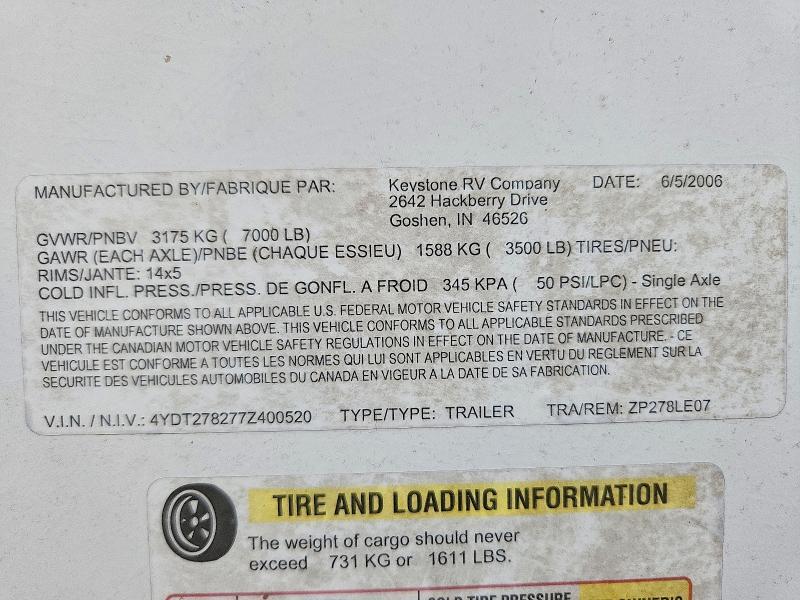 MANUFACTURED BY/FABRIQUE PAR: Keystone RV Company DATE: 6/5/2006
2642 Hackberry Drive
Goshen, IN 46526
GVWR/PNBV 3175 KG ( 7000 LB)
GAWR (EACH AXLE)/PNBE (CHAQUE ESSIEU) 1588 KG ( 3500 LB) TIRES/PNEU:
RIMS/JANTE: 14x5
COLD INFL. PRESS./PRESS. DE GONFL. A FROID 345 KPA ( 50 PSI/LPC) - Single Axle
THIS VEHICLE CONFORMS TO ALL APPLICABLE U.S. FEDERAL MOTOR VEHICLE SAFETY STANDARDS IN EFFECT ON THE
DATE OF MANUFACTURE SHOWN ABOVE. THIS VEHICLE CONFORMS TO ALL APPLICABLE STANDARDS PRESCRIBED
UNDER THE CANADIAN MOTOR VEHICLE SAFETY REGULATIONS IN EFFECT ON THE DATE OF MANUFACTURE. - CE
VEHICULE EST CONFORME A TOUTES LES NORMES QUI LUI SONT APPLICABLES EN VERTU DU REGLEMENT SUR LA
SECURITE DES VEHICULES AUTOMOBILES DU CANADA EN VIGEUR A LA DATE DE SA FABRICATION.
V.I.N. / N.I.V.: 4YDT278277Z400520 TYPE/TYPE: TRAILER TRA/REM: ZP278LE07
TIRE AND LOADING INFORMATION
The weight of cargo should never
exceed 731 KG or 1611 LBS.
COLD TIRE PRESSURE